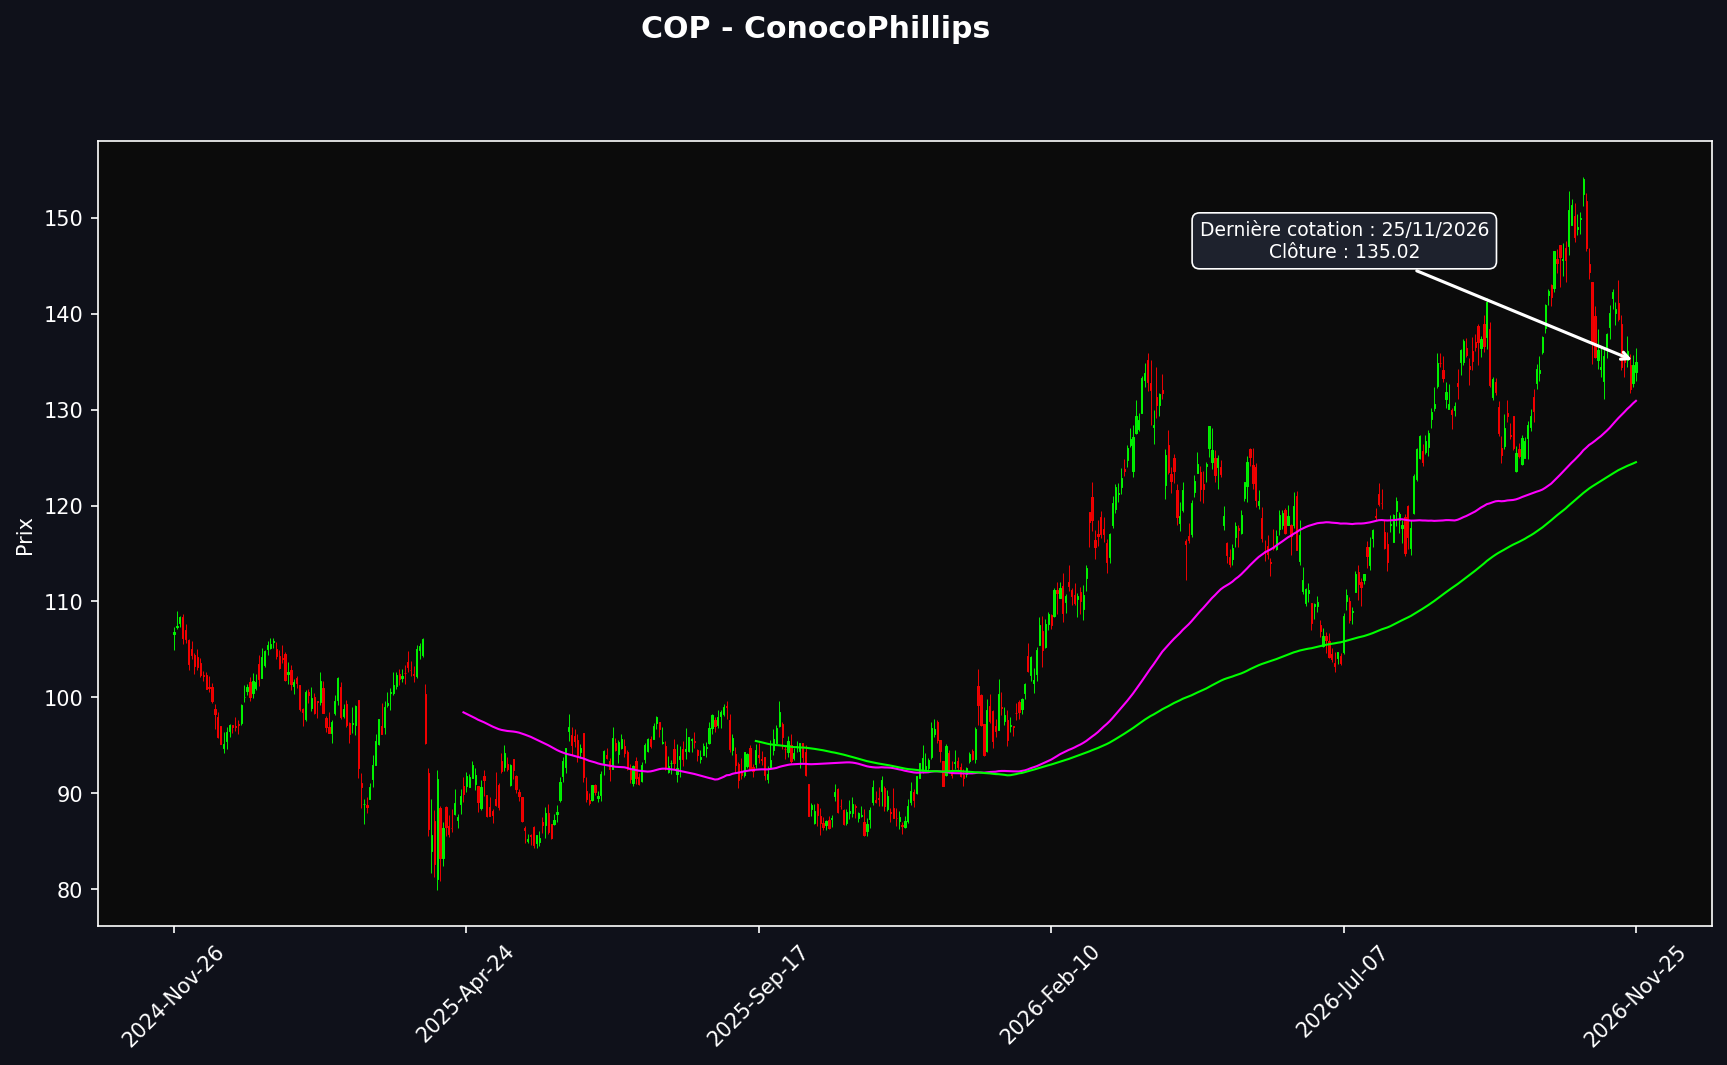 COP - ConocoPhillips
Dernière cotation : 25/11/2026
Clôture : 135.02
Prix
150
140
130
120
110
100
90
80
2024-Nov-26
2025-Apr-24
2025-Sep-17
2026-Feb-10
2026-Jul-07
2026-Nov-25